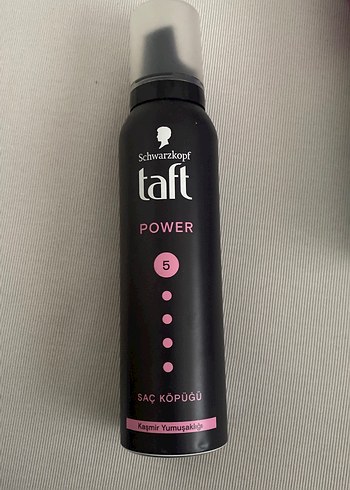 Schwarzkopf
taft
POWER
5
SAÇ KÖPÜĞÜ
Kaşmir Yumuşaklığı